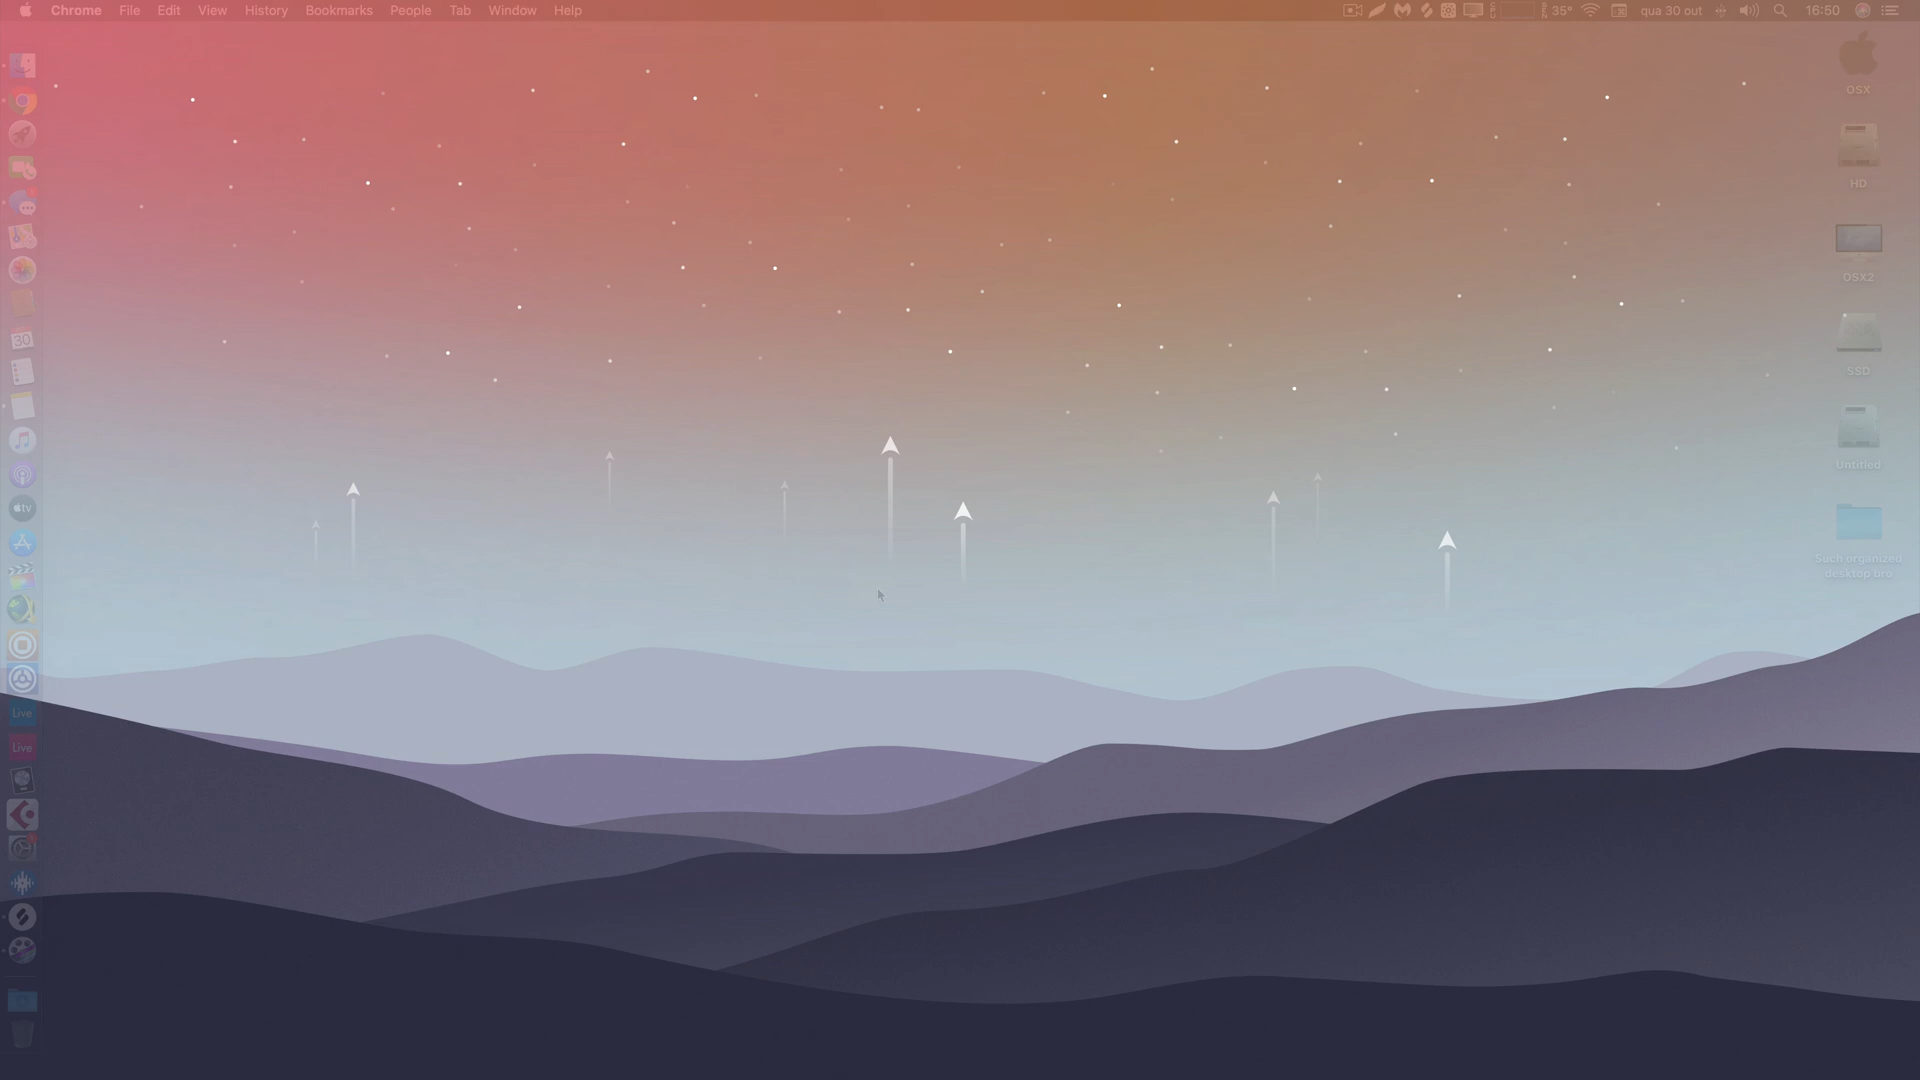 Chrome File Edit View History Bookmarks People Tab Window Help
35° qua 30 out 16:50
OSX
HD
OSX2
SSD
Untitled
Such organized
desktop bro
30
tv
Live
Live